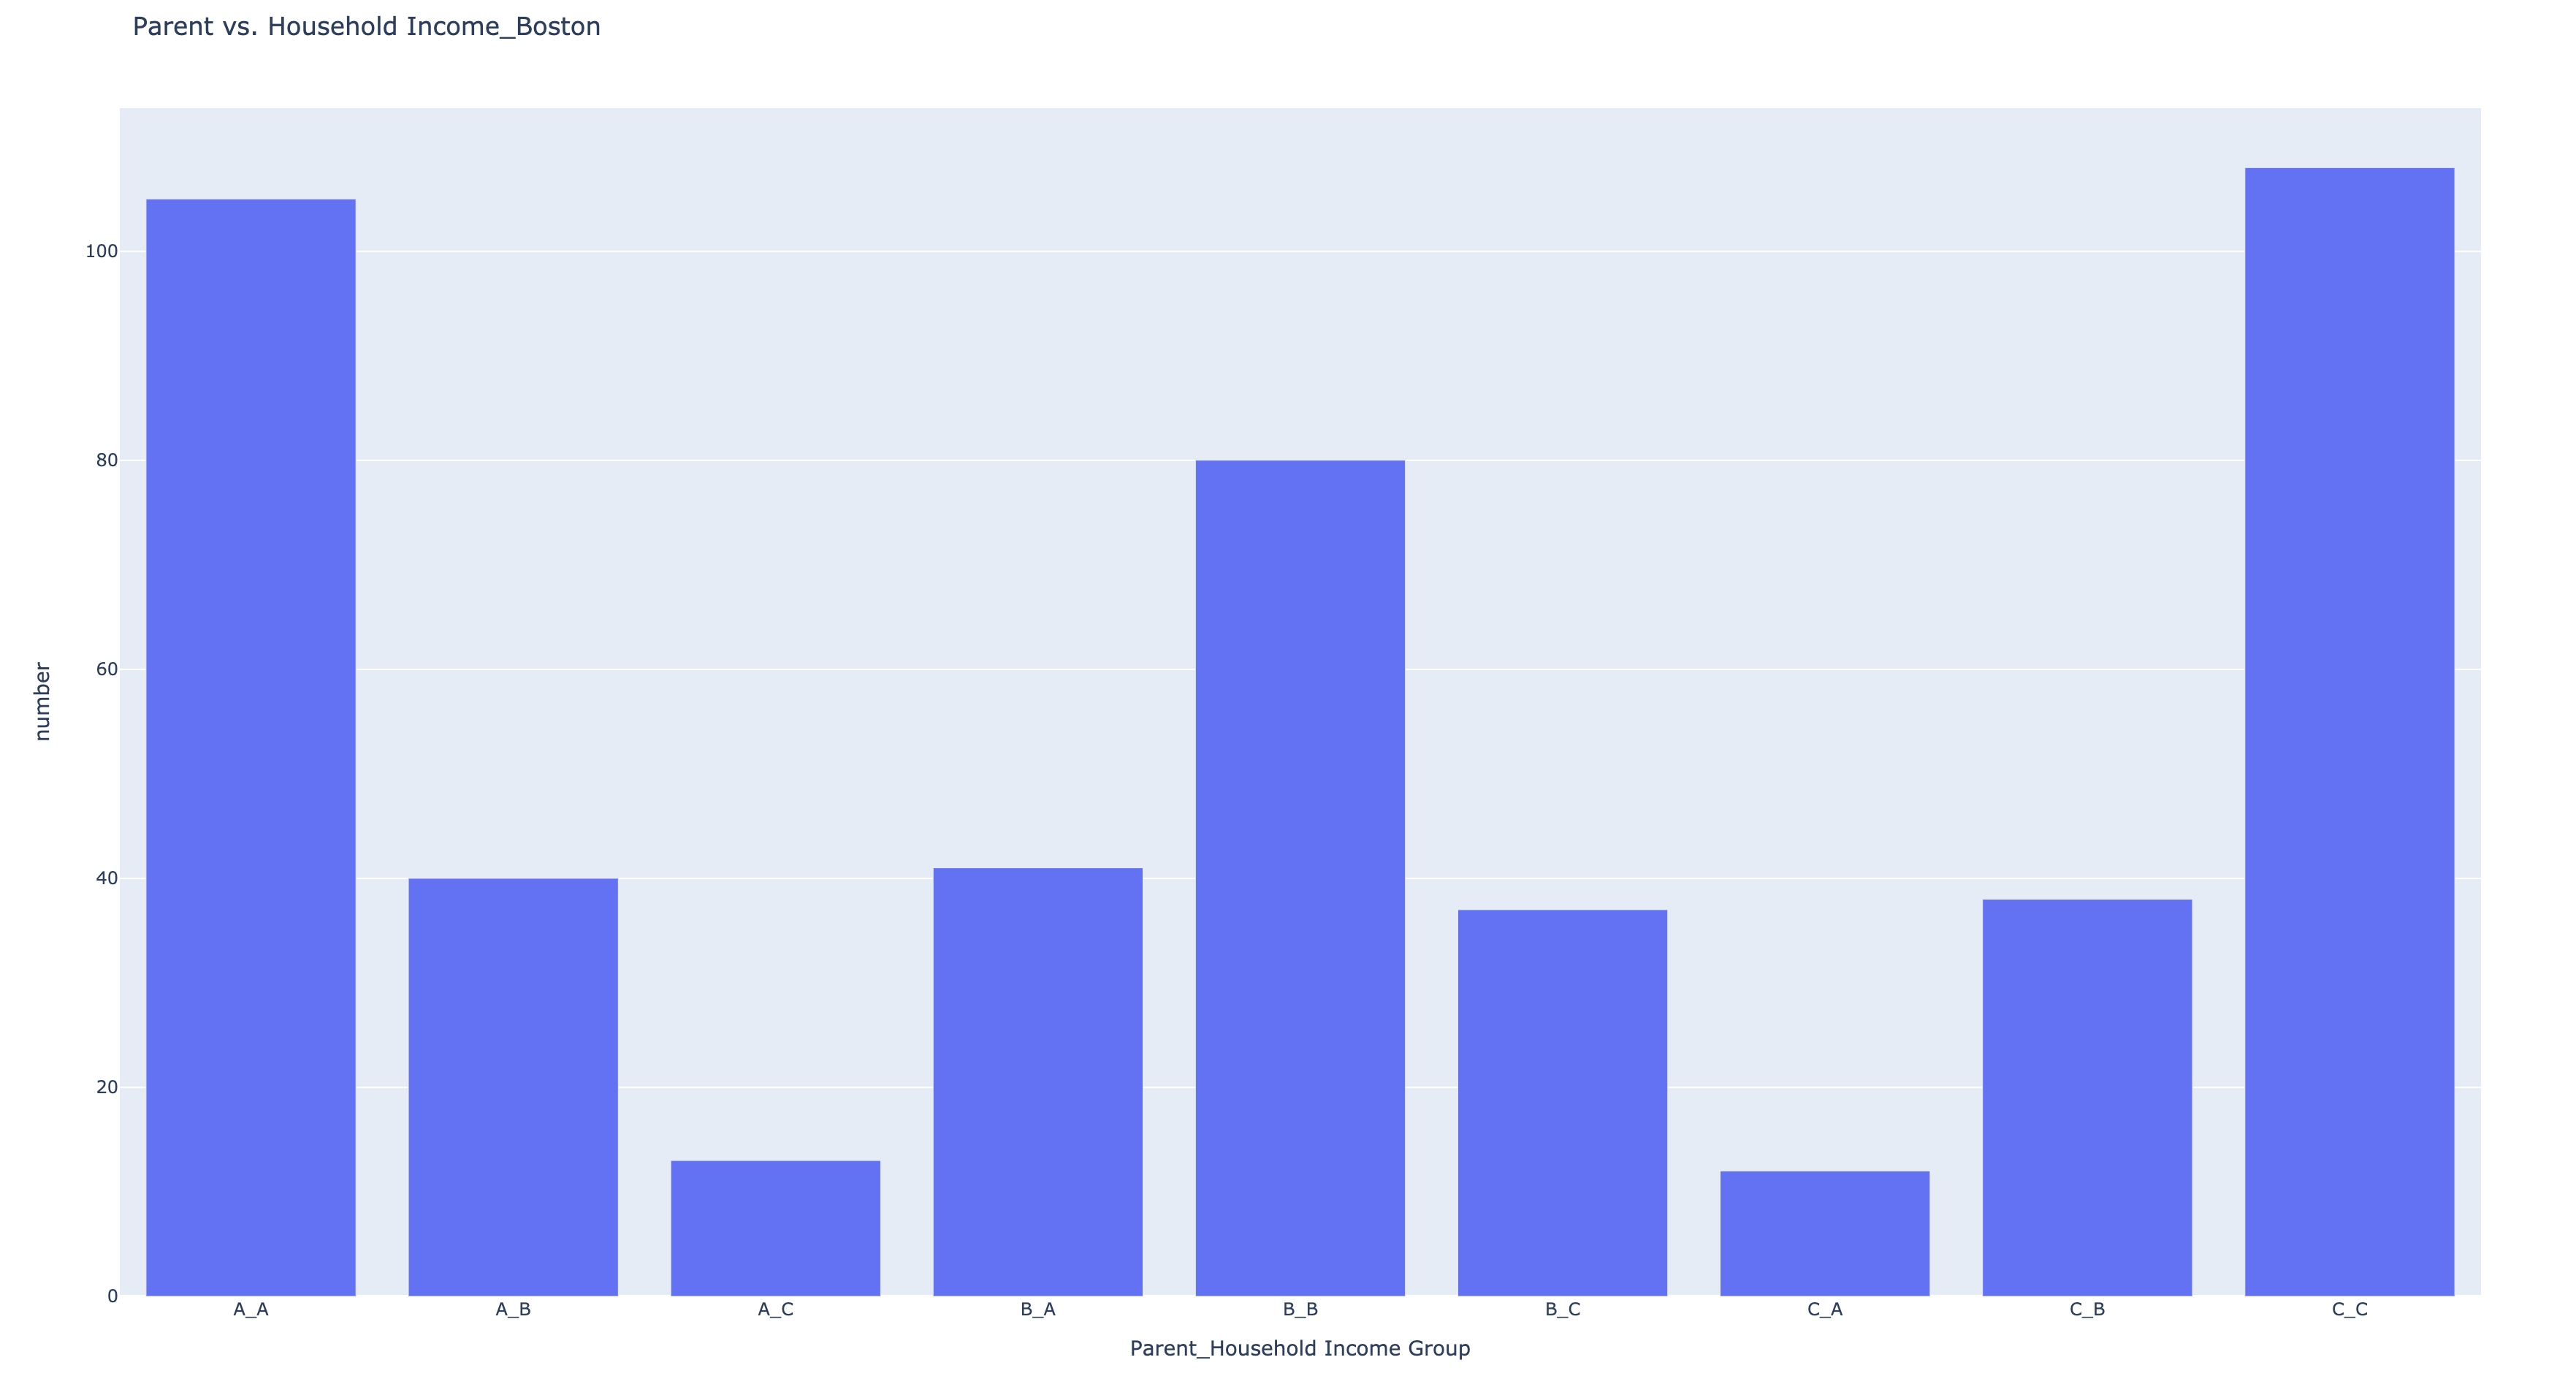 Parent vs. Household Income_Boston
100
80
60
40
20
0
number
A_A
A_B
A_C
B_A
B_B
B_C
C_A
C_B
C_C
Parent_Household Income Group